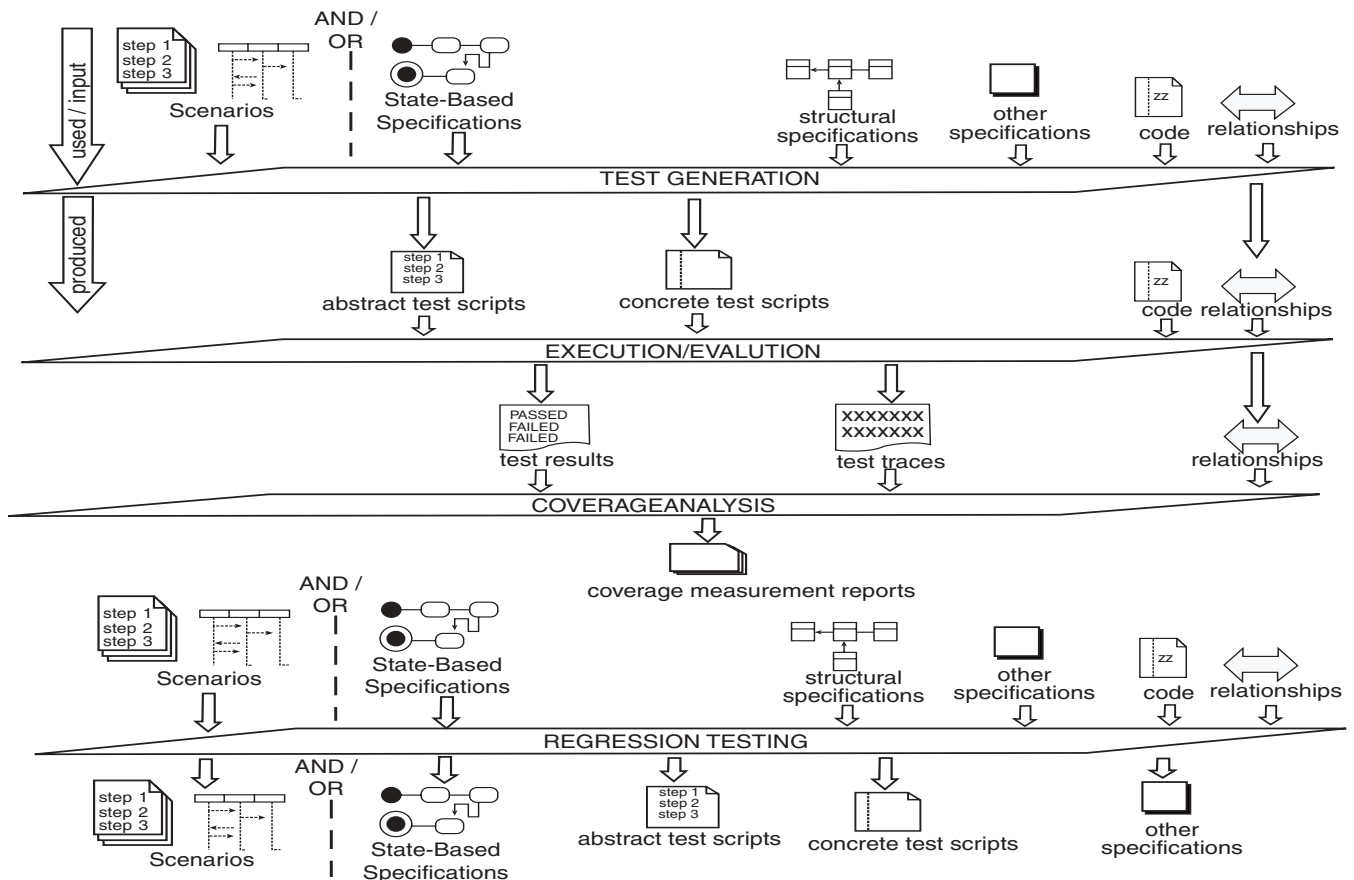 AND /
OR
step 1
step 2
step 3
Scenarios
State-Based
Specifications
structural
specifications
other
specifications
zz
code
relationships
used / input
TEST GENERATION
produced
step 1
step 2
step 3
abstract test scripts
concrete test scripts
zz
code
relationships
EXECUTION/EVALUTION
PASSED
FAILED
FAILED
test results
XXXXXXX
XXXXXXX
test traces
relationships
COVERAGEANALYSIS
coverage measurement reports
AND /
OR
step 1
step 2
step 3
Scenarios
State-Based
Specifications
structural
specifications
other
specifications
zz
code
relationships
REGRESSION TESTING
AND /
OR
step 1
step 2
step 3
Scenarios
State-Based
Specifications
step 1
step 2
step 3
abstract test scripts
concrete test scripts
other
specifications